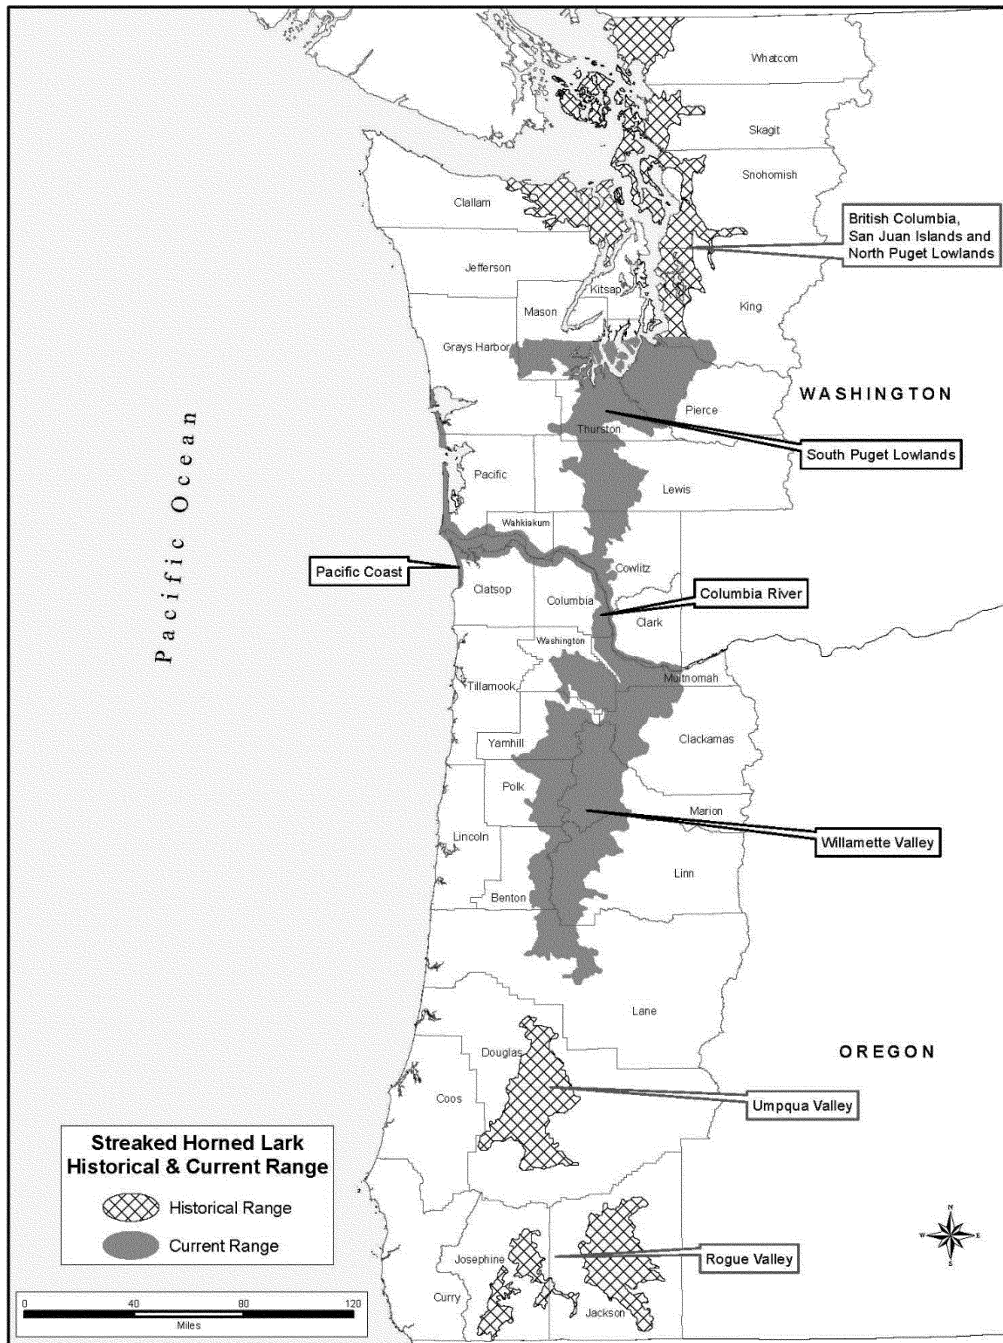 Whatcom
Skagit
Snohomish
Clallam
British Columbia,
San Juan Islands and
North Puget Lowlands
Jefferson
Kitsap
King
Mason
Grays Harbor
WASHINGTON
Pierce
Thurston
South Puget Lowlands
Pacific
Lewis
Wahkiakum
Pacific Ocean
Pacific Coast
Cowlitz
Clatsop
Columbia
Columbia River
Clark
Washington
Multnomah
Tillamook
Clackamas
Yamhill
Polk
Marion
Lincoln
Willamette Valley
Linn
Benton
Lane
Douglas
OREGON
Coos
Umpqua Valley
Streaked Horned Lark
Historical & Current Range
Historical Range
Current Range
N
W
E
S
Josephine
Rogue Valley
Curry
Jackson
0 40 80 120
Miles